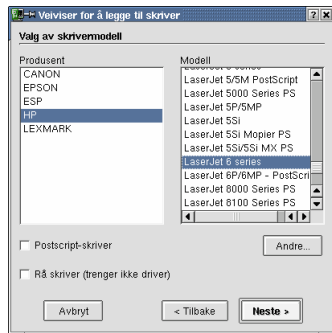 Veiviser for å legge til skriver
Valg av skrivermodell
Produsent
CANON
EPSON
ESP
HP
LEXMARK
Modell
LaserJet 5/5M PostScript
LaserJet 5000 Series PS
LaserJet 5P/5MP
LaserJet 5Si
LaserJet 5Si Mopier PS
LaserJet 5Si/5Si MX PS
LaserJet 6 series
LaserJet 6P/6MP - PostScri
LaserJet 8000 Series PS
LaserJet 8100 Series PS
Postscript-skriver
Andre...
Rå skriver (trenger ikke driver)
Avbryt
< Tilbake
Neste >